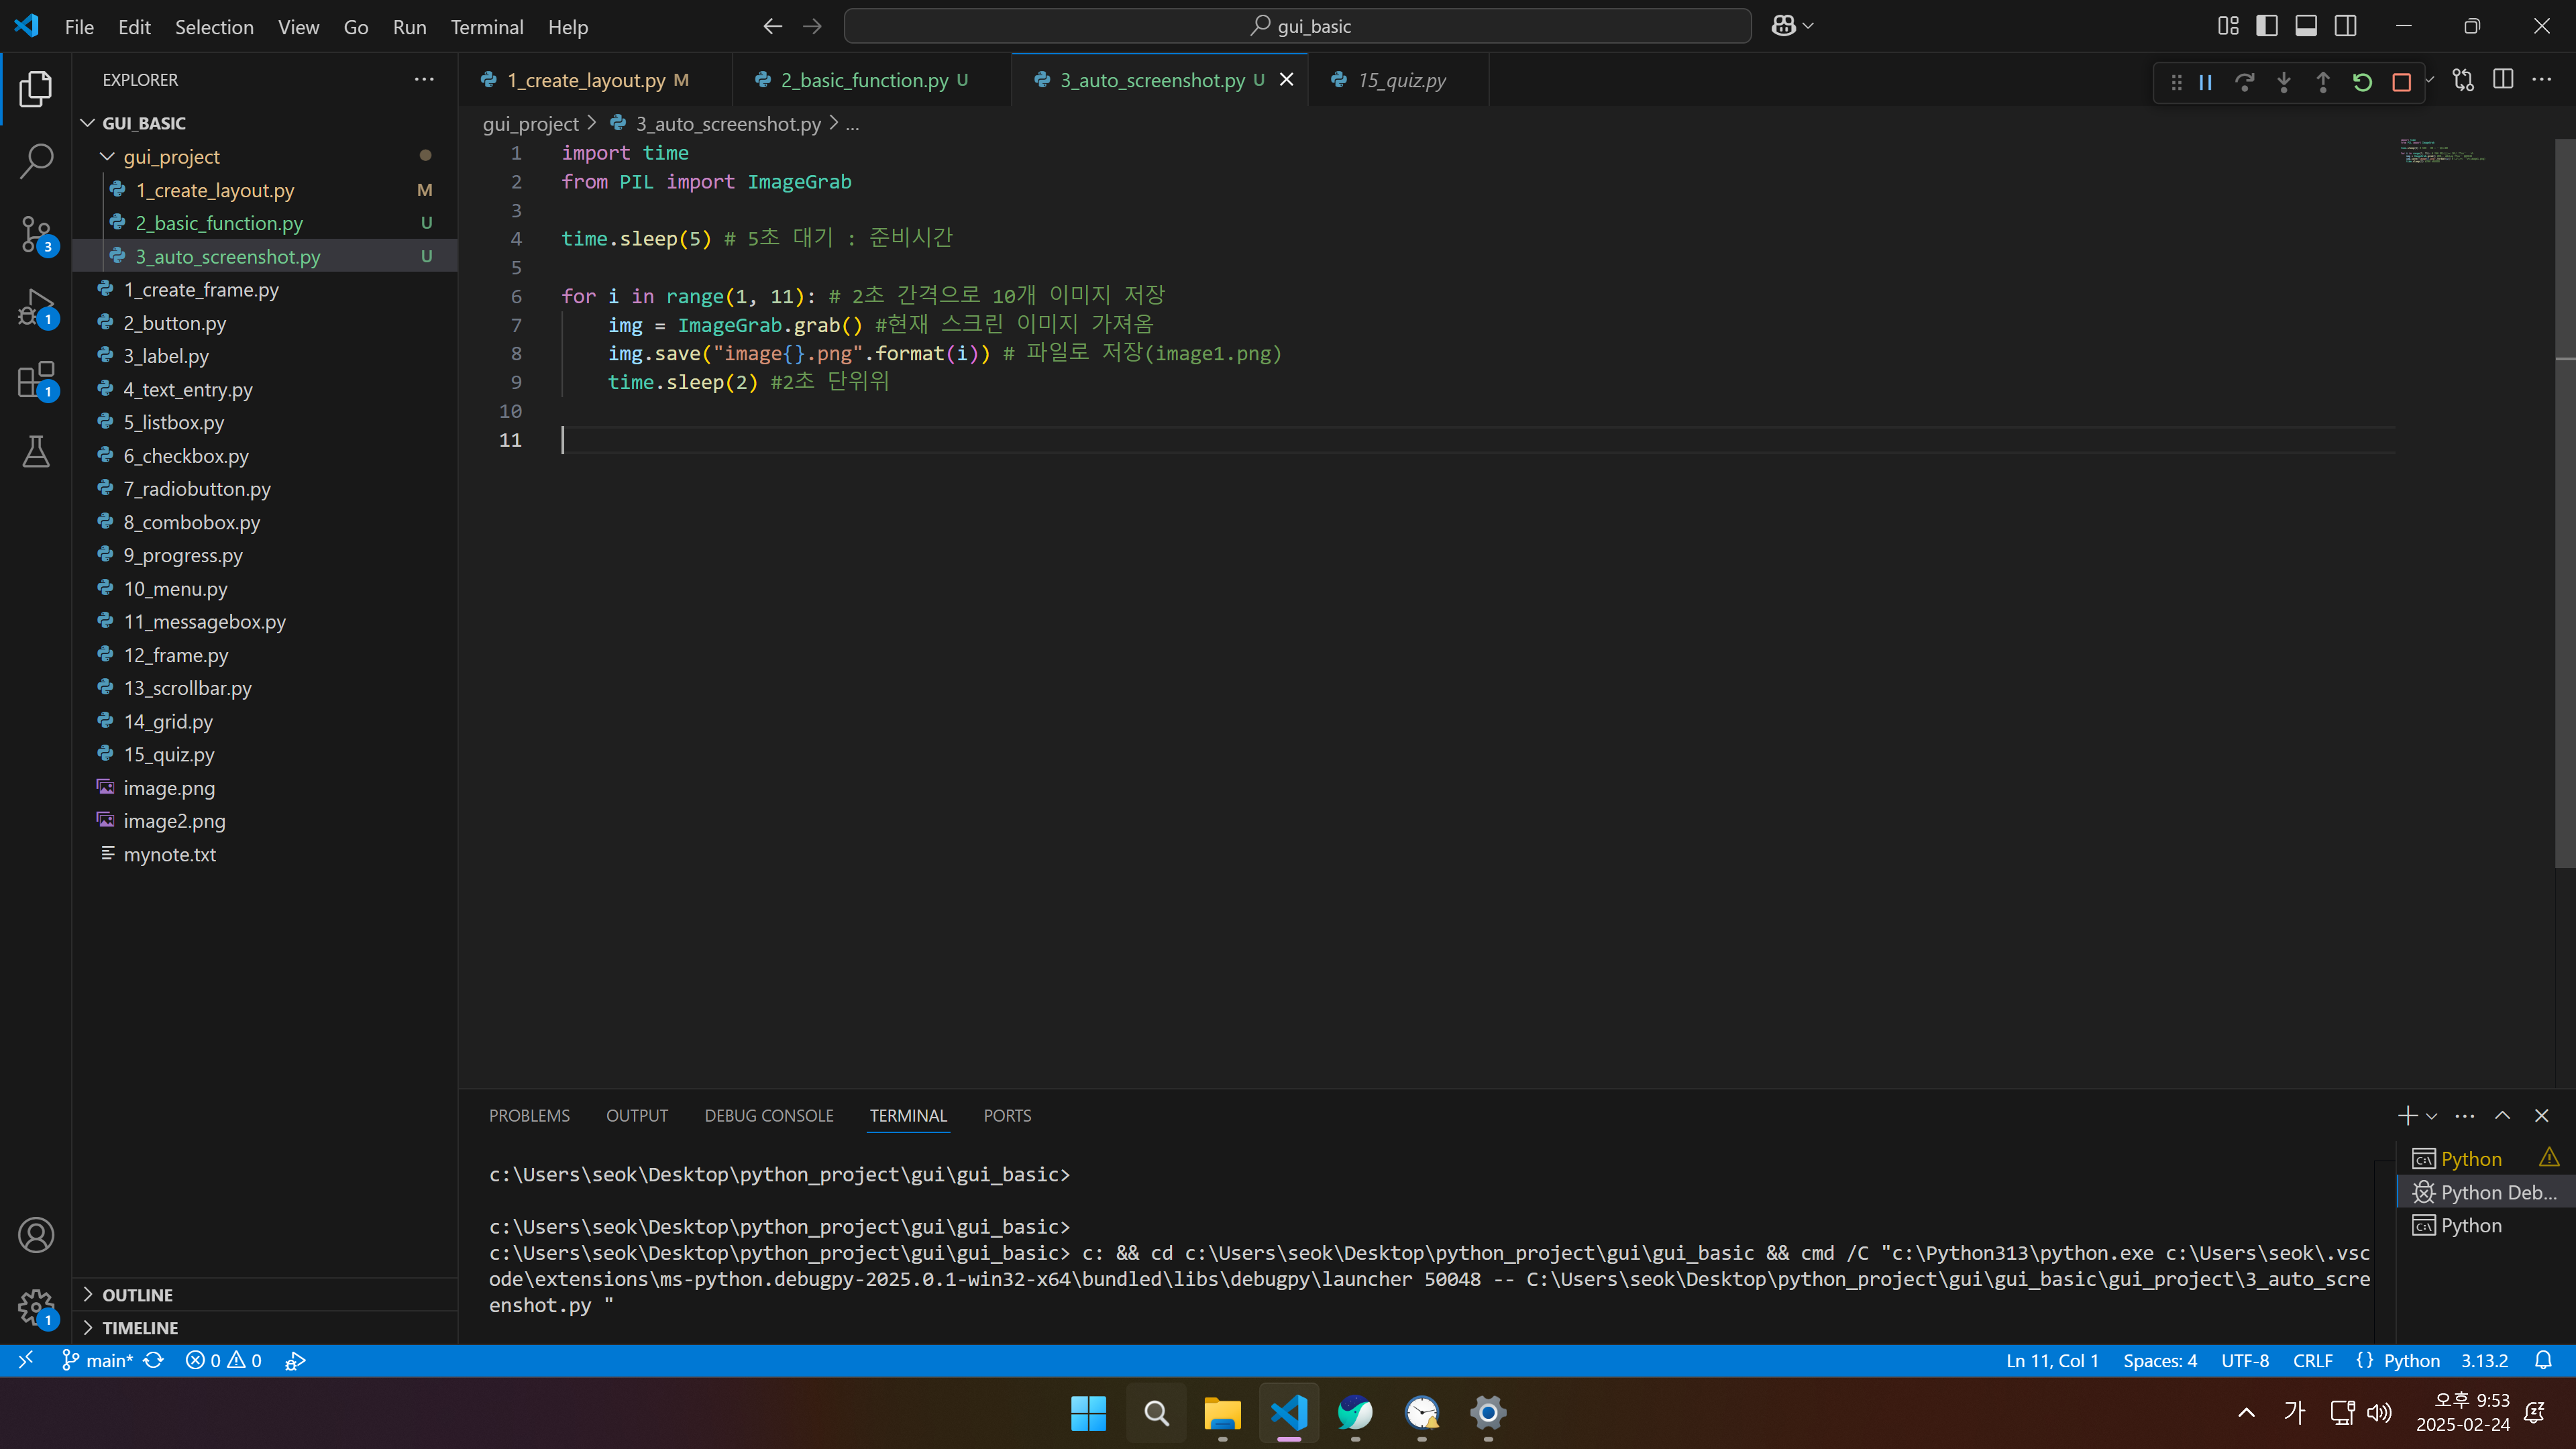 File Edit Selection View Go Run Terminal Help
gui_basic
EXPLORER
GUI_BASIC
gui_project
1_create_layout.py M
2_basic_function.py U
3_auto_screenshot.py U
1_create_frame.py
2_button.py
3_label.py
4_text_entry.py
5_listbox.py
6_checkbox.py
7_radiobutton.py
8_combobox.py
9_progress.py
10_menu.py
11_messagebox.py
12_frame.py
13_scrollbar.py
14_grid.py
15_quiz.py
image.png
image2.png
mynote.txt
OUTLINE
TIMELINE
3
1
1
1
1_create_layout.py M 2_basic_function.py U 3_auto_screenshot.py U 15_quiz.py
gui_project > 3_auto_screenshot.py > ...
1 import time
2 from PIL import ImageGrab
3
4 time.sleep(5) # 5초 대기 : 준비시간
5
6 for i in range(1, 11): # 2초 간격으로 10개 이미지 저장
7 img = ImageGrab.grab() #현재 스크린 이미지 가져옴
8 img.save("image{}.png".format(i)) # 파일로 저장(image1.png)
9 time.sleep(2) #2초 단위위
10
11
PROBLEMS OUTPUT DEBUG CONSOLE TERMINAL PORTS
c:\Users\seok\Desktop\python_project\gui\gui_basic>
c:\Users\seok\Desktop\python_project\gui\gui_basic>
c:\Users\seok\Desktop\python_project\gui\gui_basic> c: && cd c:\Users\seok\Desktop\python_project\gui\gui_basic && cmd /C "c:\Python313\python.exe c:\Users\seok\.vsc
ode\extensions\ms-python.debugpy-2025.0.1-win32-x64\bundled\libs\debugpy\launcher 50048 -- C:\Users\seok\Desktop\python_project\gui\gui_basic\gui_project\3_auto_scre
enshot.py "
Python
Python Deb...
Python
main* 0 0 Ln 11, Col 1 Spaces: 4 UTF-8 CRLF {} Python 3.13.2
가
오후 9:53
2025-02-24